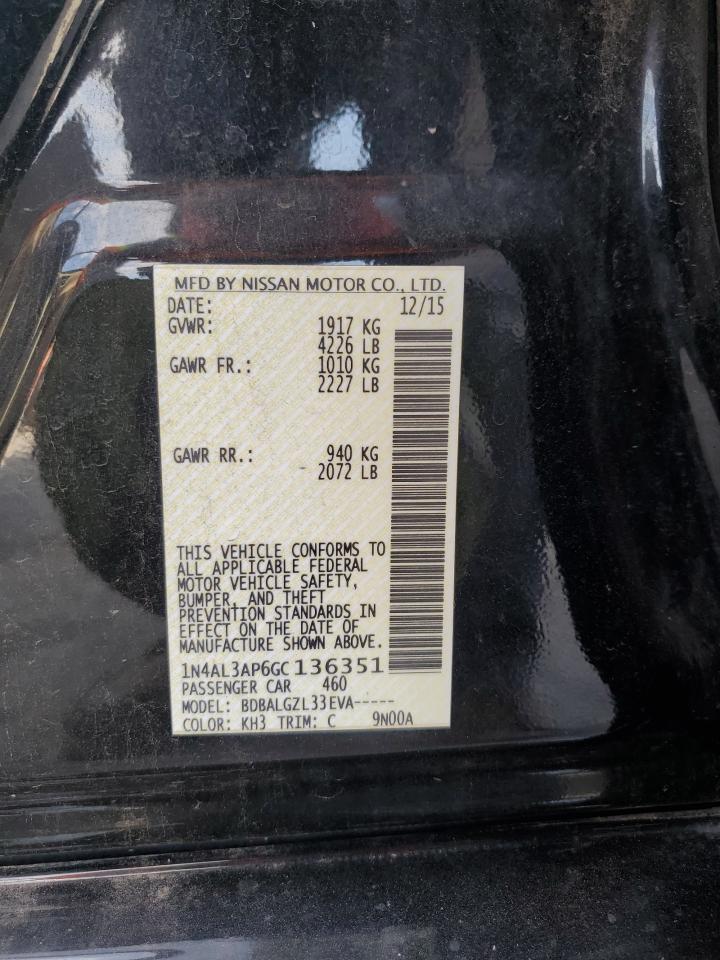 MFD BY NISSAN MOTOR CO., LTD.
DATE: 12/15
GVWR: 1917 KG
4226 LB
GAWR FR.: 1010 KG
2227 LB
GAWR RR.: 940 KG
2072 LB
THIS VEHICLE CONFORMS TO
ALL APPLICABLE FEDERAL
MOTOR VEHICLE SAFETY,
BUMPER, AND THEFT
PREVENTION STANDARDS IN
EFFECT ON THE DATE OF
MANUFACTURE SHOWN ABOVE.
1N4AL3AP6GC136351
PASSENGER CAR 460
MODEL: BDBALGZL33EVA-----
COLOR: KH3 TRIM: C 9N00A